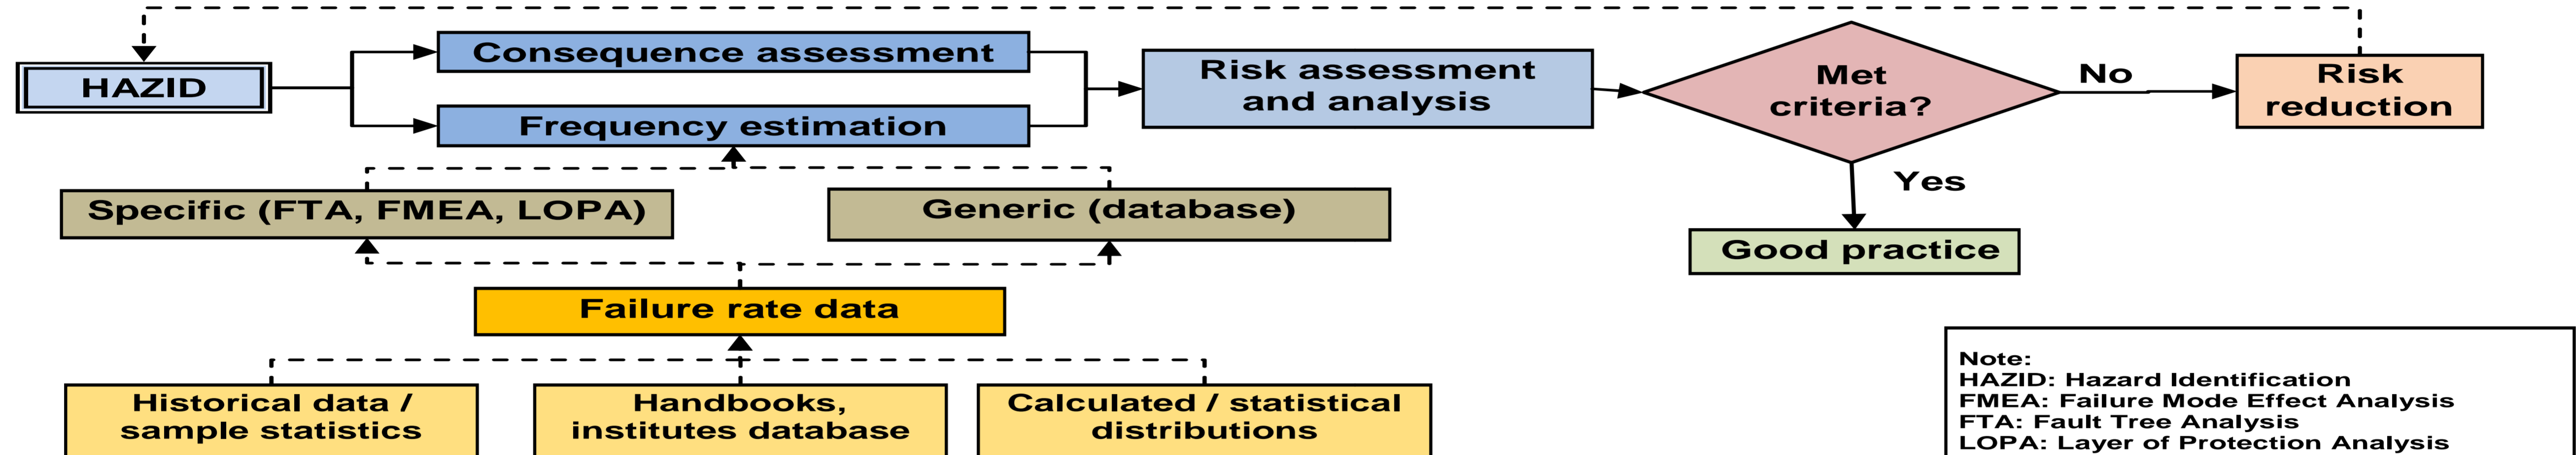 HAZID
Consequence assessment
Frequency estimation
Risk assessment
and analysis
Met
criteria?
No
Risk
reduction
Yes
Good practice
Specific (FTA, FMEA, LOPA)
Generic (database)
Failure rate data
Historical data /
sample statistics
Handbooks,
institutes database
Calculated / statistical
distributions
Note:
HAZID: Hazard Identification
FMEA: Failure Mode Effect Analysis
FTA: Fault Tree Analysis
LOPA: Layer of Protection Analysis